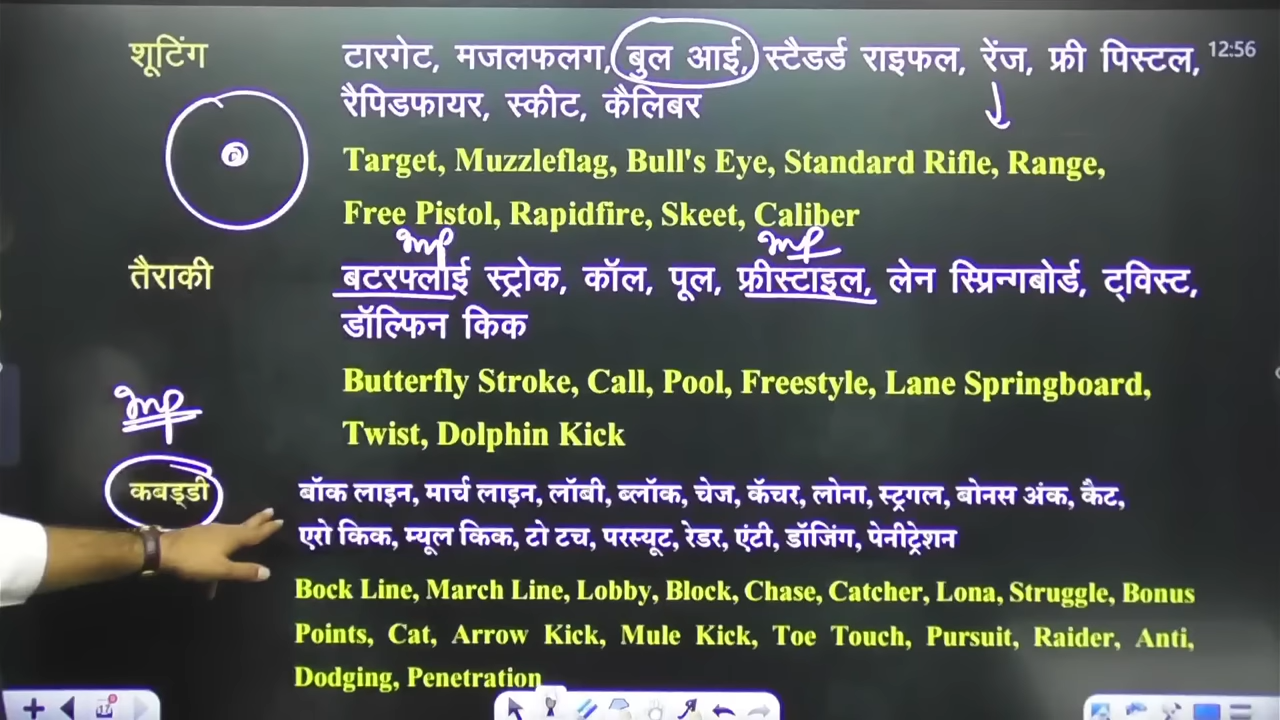 शूटिंग टारगेट, मजलफलग, बुल आई, स्टैडर्ड राइफल, रेंज, फ्री पिस्टल, 12:56
रैपिडफायर, स्कीट, कैलिबर
Target, Muzzleflag, Bull's Eye, Standard Rifle, Range,
Free Pistol, Rapidfire, Skeet, Caliber
Imp Imp
तैराकी बटरफ्लाई स्ट्रोक, कॉल, पूल, फ्रीस्टाइल, लेन स्प्रिन्गबोर्ड, ट्विस्ट,
डॉल्फिन किक
Butterfly Stroke, Call, Pool, Freestyle, Lane Springboard,
Imp
Twist, Dolphin Kick
कबड्डी बॉक लाइन, मार्च लाइन, लॉबी, ब्लॉक, चेज, कॅचर, लोना, स्ट्रगल, बोनस अंक, कैट,
एरो किक, म्यूल किक, टो टच, परस्यूट, रेडर, एंटी, डॉजिंग, पेनीट्रेशन
Bock Line, March Line, Lobby, Block, Chase, Catcher, Lona, Struggle, Bonus
Points, Cat, Arrow Kick, Mule Kick, Toe Touch, Pursuit, Raider, Anti,
Dodging, Penetration